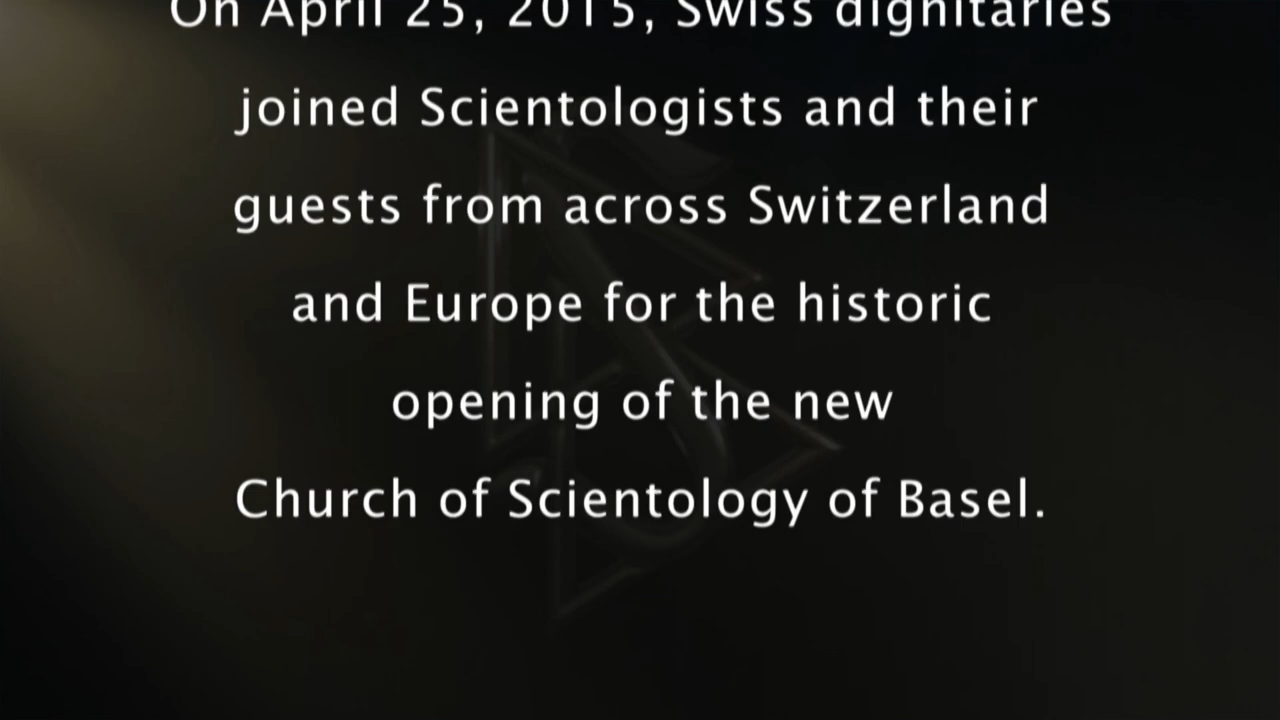 On April 25, 2015, Swiss dignitaries
joined Scientologists and their
guests from across Switzerland
and Europe for the historic
opening of the new
Church of Scientology of Basel.